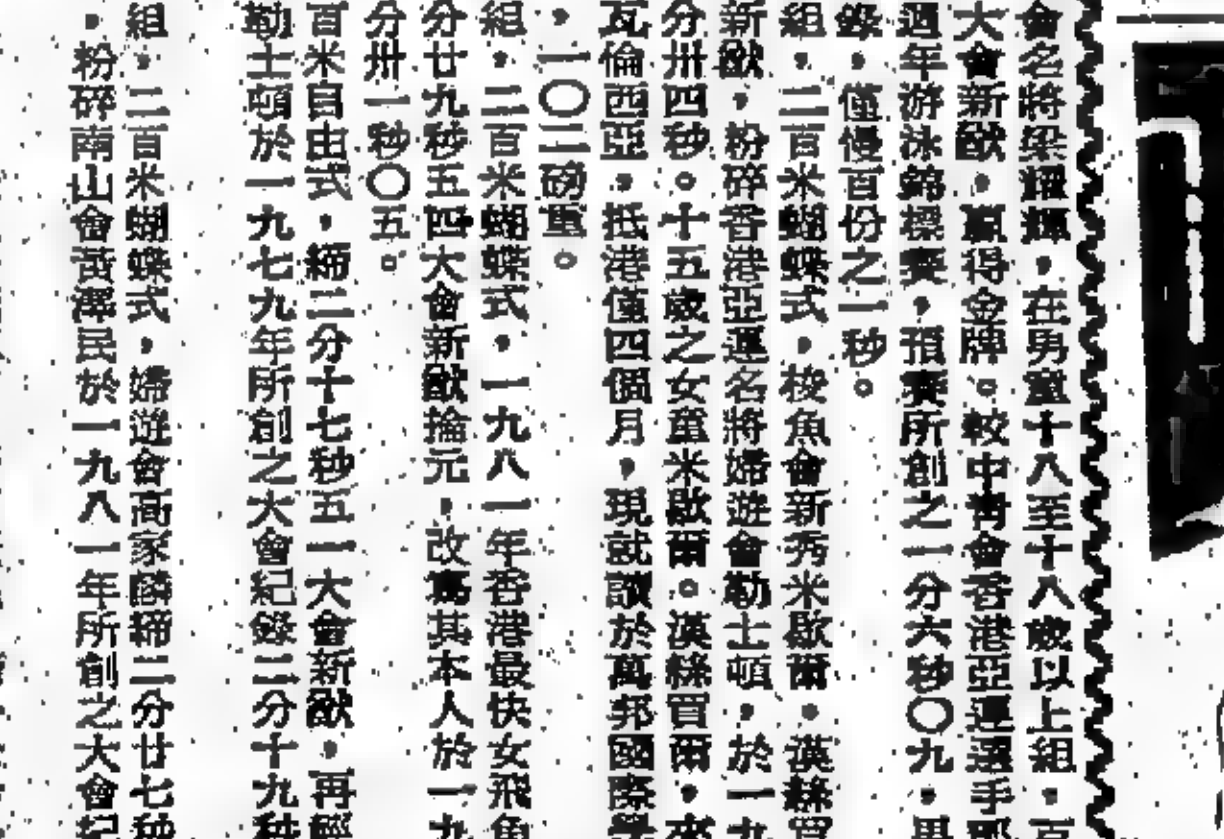 會名將梁耀輝，在男童十八至十八歲以上組，百
大會新猷，贏得金牌。較中青會香港亞運選手
週年游泳錦標賽，預賽所創之一分六秒〇九，男
錄，僅慢百份之一秒。
組，二百米蝴蝶式，梭魚會新秀米歇爾，漢絲買
新猷，粉碎香港亞運名將婦遊會勒士頓，於一九
分卅四秒。十五歲之女童米歇爾。漢絲買爾，來
瓦倫西亞，抵港僅四個月，現就讀於萬邦國際學
，一〇二磅重。
組，二百米蝴蝶式，一九八一年香港最快女飛魚
分廿九秒五四大會新猷掄元，改寫其本人於一九
分卅一秒〇五。
百米自由式，締二分十七秒五一大會新猷，再輕
勒士頓於一九七九年所創之大會紀錄二分十九秒
組，二百米蝴蝶式，婦遊會高家麟締二分廿七秒
，粉碎南山會黃澤民於一九八一年所創之大會紀